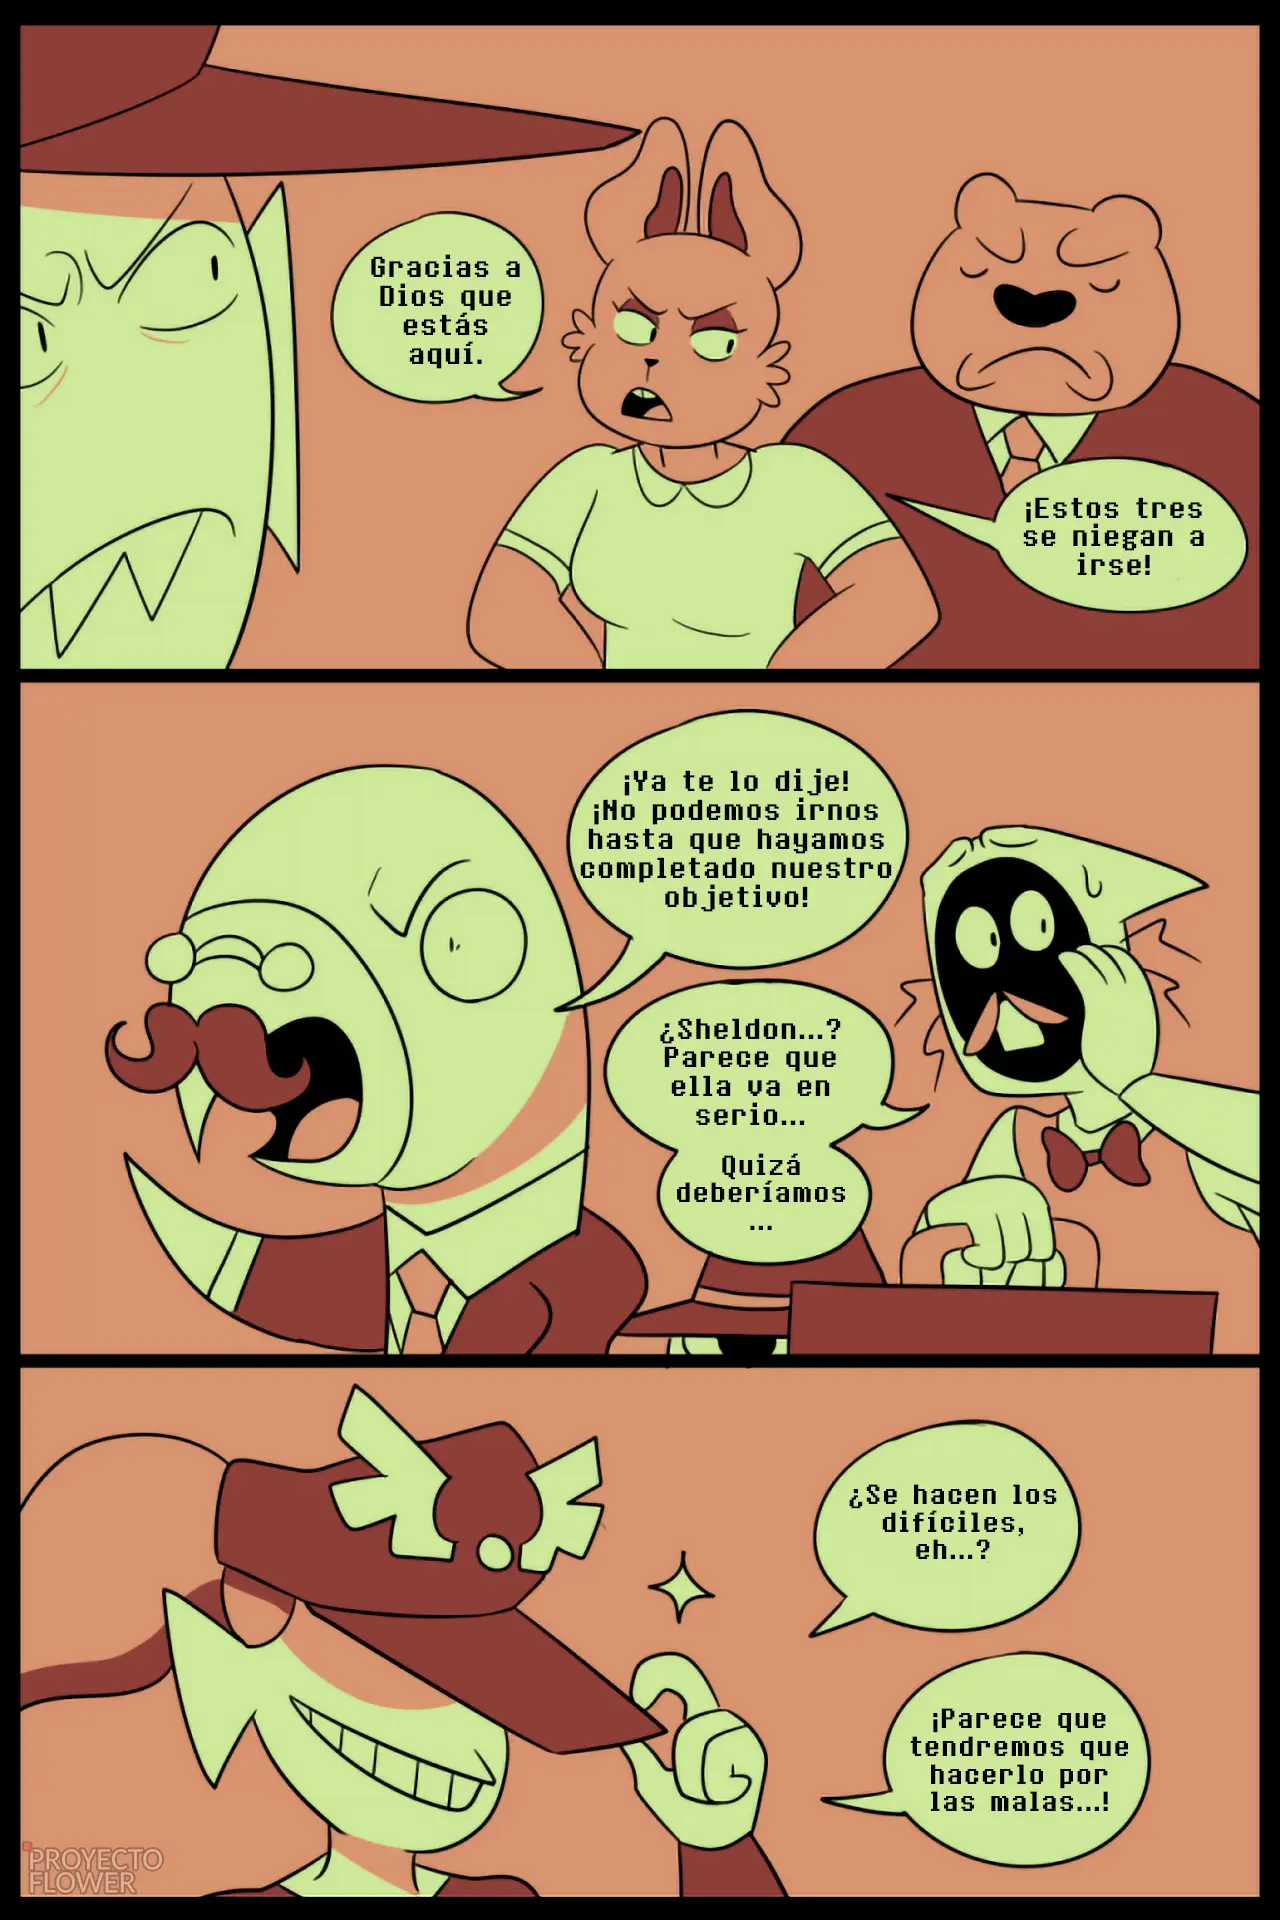 Gracias a
Dios que
estás
aquí.
¡Estos tres
se niegan a
irse!
¡Ya te lo dije!
¡No podemos irnos
hasta que hayamos
completado nuestro
objetivo!
¿Sheldon...?
Parece que
ella va en
serio...
Quizá
deberíamos
...
¿Se hacen los
difíciles,
eh...?
¡Parece que
tendremos que
hacerlo por
las malas...!
PROYECTO
FLOWER